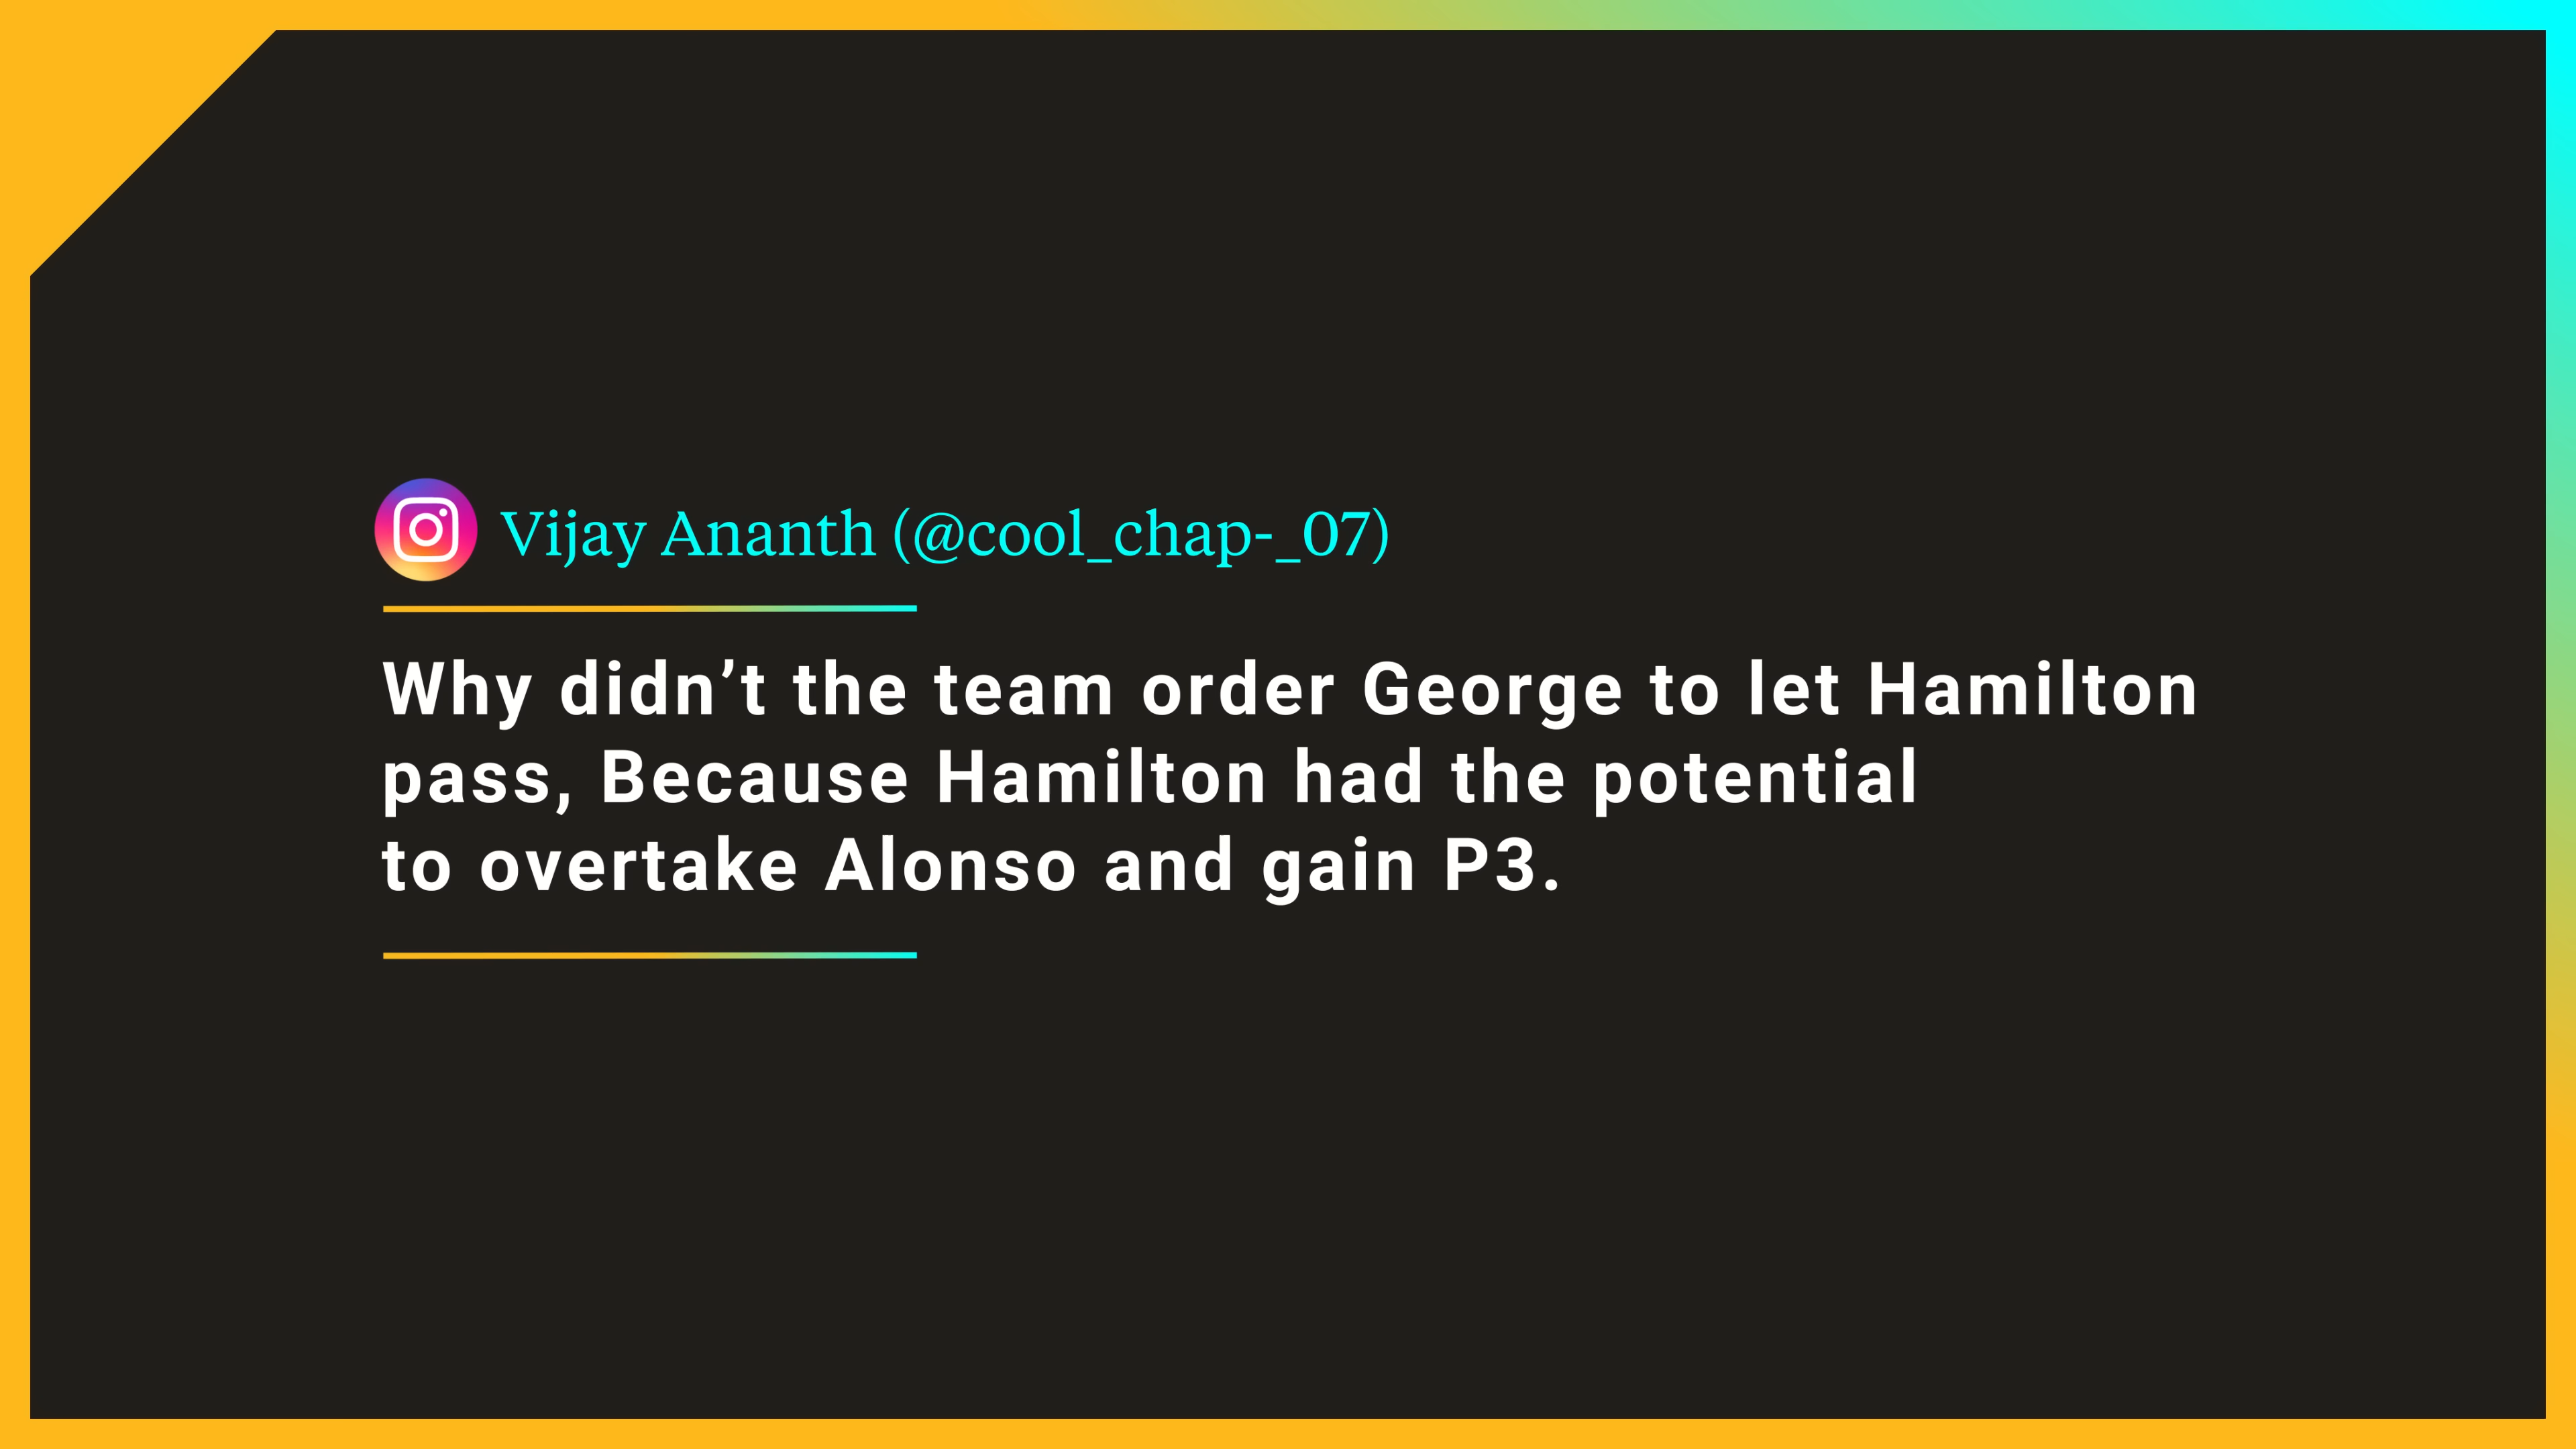 Vijay Ananth (@cool_chap-_07)
Why didn’t the team order George to let Hamilton
pass, Because Hamilton had the potential
to overtake Alonso and gain P3.